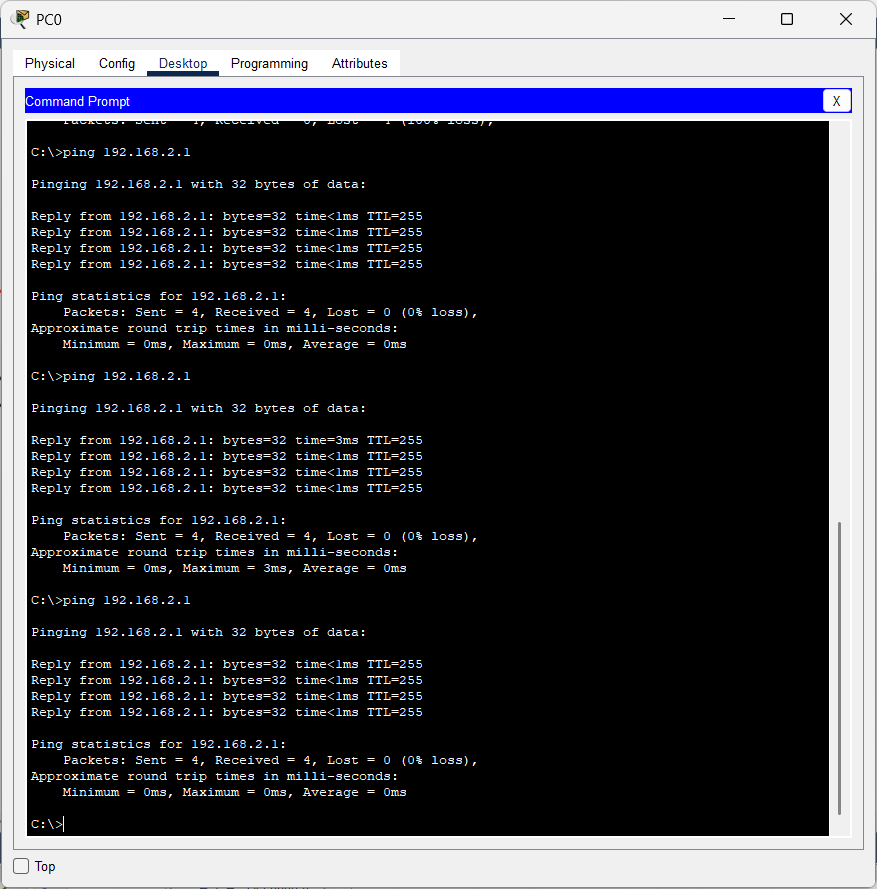 PC0
Physical Config Desktop Programming Attributes
Command Prompt X
Packets: Sent = 4, Received = 0, Lost = 4 (100% loss),
C:\>ping 192.168.2.1
Pinging 192.168.2.1 with 32 bytes of data:
Reply from 192.168.2.1: bytes=32 time<1ms TTL=255
Reply from 192.168.2.1: bytes=32 time<1ms TTL=255
Reply from 192.168.2.1: bytes=32 time<1ms TTL=255
Reply from 192.168.2.1: bytes=32 time<1ms TTL=255
Ping statistics for 192.168.2.1:
Packets: Sent = 4, Received = 4, Lost = 0 (0% loss),
Approximate round trip times in milli-seconds:
Minimum = 0ms, Maximum = 0ms, Average = 0ms
C:\>ping 192.168.2.1
Pinging 192.168.2.1 with 32 bytes of data:
Reply from 192.168.2.1: bytes=32 time=3ms TTL=255
Reply from 192.168.2.1: bytes=32 time<1ms TTL=255
Reply from 192.168.2.1: bytes=32 time<1ms TTL=255
Reply from 192.168.2.1: bytes=32 time<1ms TTL=255
Ping statistics for 192.168.2.1:
Packets: Sent = 4, Received = 4, Lost = 0 (0% loss),
Approximate round trip times in milli-seconds:
Minimum = 0ms, Maximum = 3ms, Average = 0ms
C:\>ping 192.168.2.1
Pinging 192.168.2.1 with 32 bytes of data:
Reply from 192.168.2.1: bytes=32 time<1ms TTL=255
Reply from 192.168.2.1: bytes=32 time<1ms TTL=255
Reply from 192.168.2.1: bytes=32 time<1ms TTL=255
Reply from 192.168.2.1: bytes=32 time<1ms TTL=255
Ping statistics for 192.168.2.1:
Packets: Sent = 4, Received = 4, Lost = 0 (0% loss),
Approximate round trip times in milli-seconds:
Minimum = 0ms, Maximum = 0ms, Average = 0ms
C:\>
Top